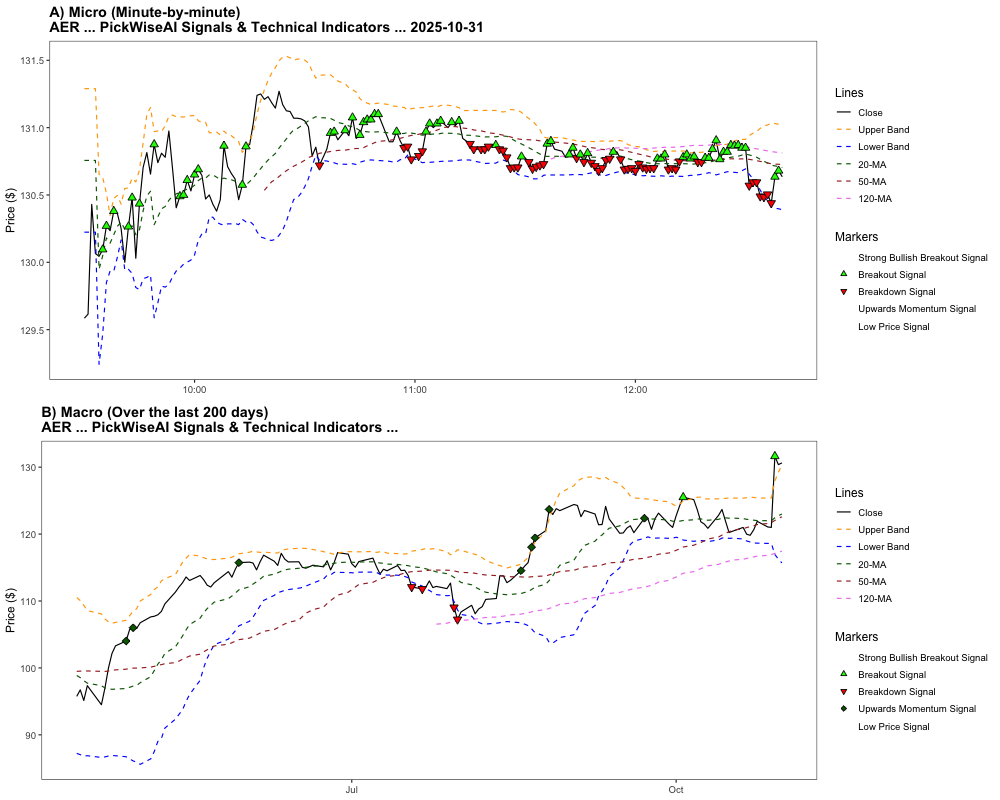 A) Micro (Minute-by-minute)
AER ... PickWiseAI Signals & Technical Indicators ... 2025-10-31
Price ($)
131.5
131.0
130.5
130.0
129.5
10:00
11:00
12:00
Lines
Close
Upper Band
Lower Band
20-MA
50-MA
120-MA
Markers
Strong Bullish Breakout Signal
Breakout Signal
Breakdown Signal
Upwards Momentum Signal
Low Price Signal
B) Macro (Over the last 200 days)
AER ... PickWiseAI Signals & Technical Indicators ...
Price ($)
130
120
110
100
90
Jul
Oct
Lines
Close
Upper Band
Lower Band
20-MA
50-MA
120-MA
Markers
Strong Bullish Breakout Signal
Breakout Signal
Breakdown Signal
Upwards Momentum Signal
Low Price Signal